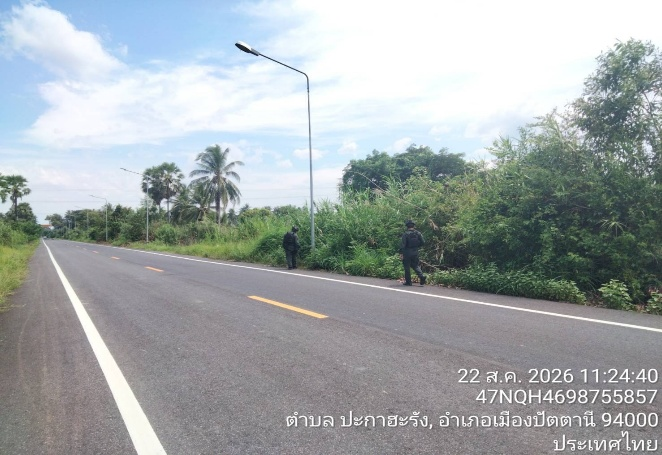 22 ส.ค. 2026 11:24:40
47NQH4698755857
ตำบล ปะกาฮะรัง, อำเภอเมืองปัตตานี 94000
ประเทศไทย